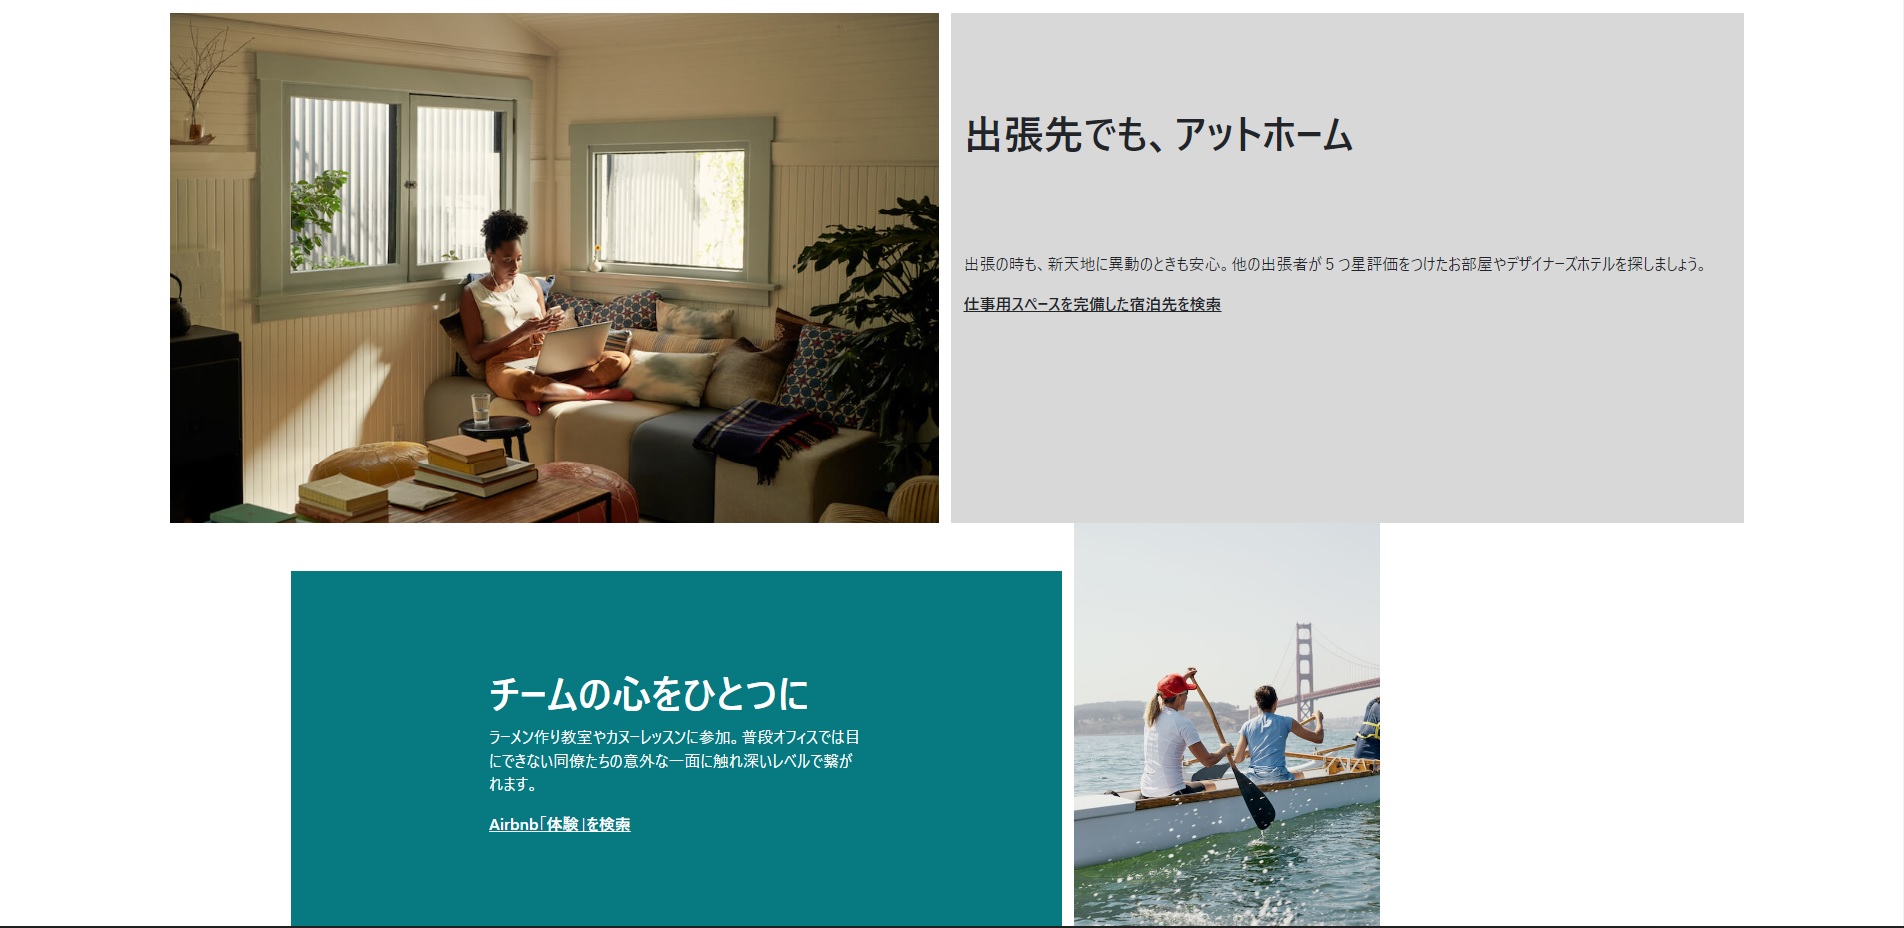 出張先でも、アットホーム
出張の時も、新天地に異動のときも安心。他の出張者が５つ星評価をつけたお部屋やデザイナーズホテルを探しましょう。
仕事用スペースを完備した宿泊先を検索
チームの心をひとつに
ラーメン作り教室やカヌーレッスンに参加。普段オフィスでは目
にできない同僚たちの意外な一面に触れ深いレベルで繋が
れます。
Airbnb「体験」を検索